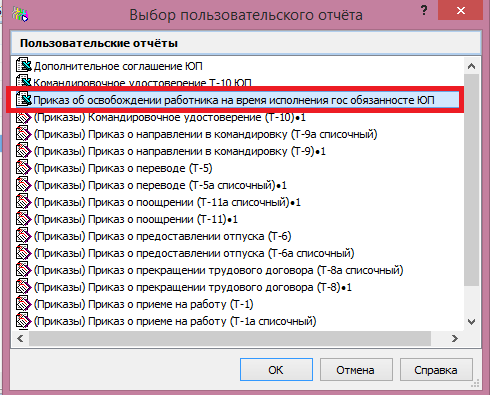 Выбор пользовательского отчёта
?
Пользовательские отчёты
Дополнительное соглашение ЮП
Командировочное удостоверение Т-10 ЮП
Приказ об освобождении работника на время исполнения гос обязанносте ЮП
(Приказы) Командировочное удостоверение (Т-10)•1
(Приказы) Приказ о направлении в командировку (Т-9а списочный)
(Приказы) Приказ о направлении в командировку (Т-9)•1
(Приказы) Приказ о переводе (Т-5)
(Приказы) Приказ о переводе (Т-5а списочный)•1
(Приказы) Приказ о поощрении (Т-11а списочный)•1
(Приказы) Приказ о поощрении (Т-11)•1
(Приказы) Приказ о предоставлении отпуска (Т-6)
(Приказы) Приказ о предоставлении отпуска (Т-6а списочный)
(Приказы) Приказ о прекращении трудового договора (Т-8а списочный)
(Приказы) Приказ о прекращении трудового договора (Т-8)•1
(Приказы) Приказ о приеме на работу (Т-1)
(Приказы) Приказ о приеме на работу (Т-1а списочный)
ОК Отмена Справка